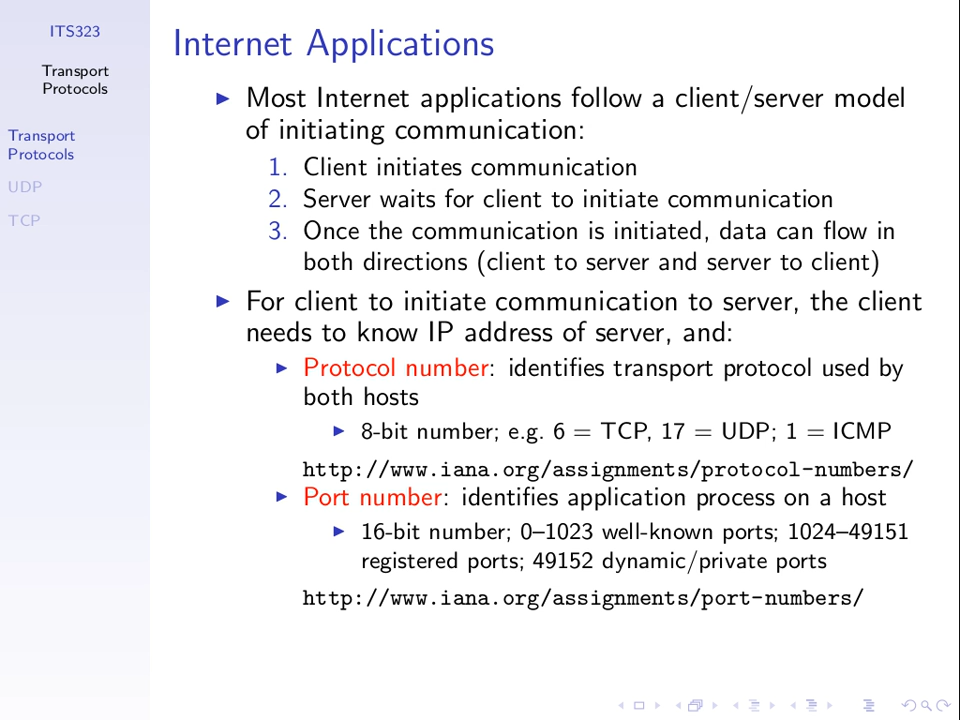 ITS323
Transport
Protocols
Transport
Protocols
UDP
TCP
Internet Applications
Most Internet applications follow a client/server model
of initiating communication:
1. Client initiates communication
2. Server waits for client to initiate communication
3. Once the communication is initiated, data can flow in
both directions (client to server and server to client)
For client to initiate communication to server, the client
needs to know IP address of server, and:
Protocol number: identifies transport protocol used by
both hosts
8-bit number; e.g. 6 = TCP, 17 = UDP; 1 = ICMP
http://www.iana.org/assignments/protocol-numbers/
Port number: identifies application process on a host
16-bit number; 0–1023 well-known ports; 1024–49151
registered ports; 49152 dynamic/private ports
http://www.iana.org/assignments/port-numbers/